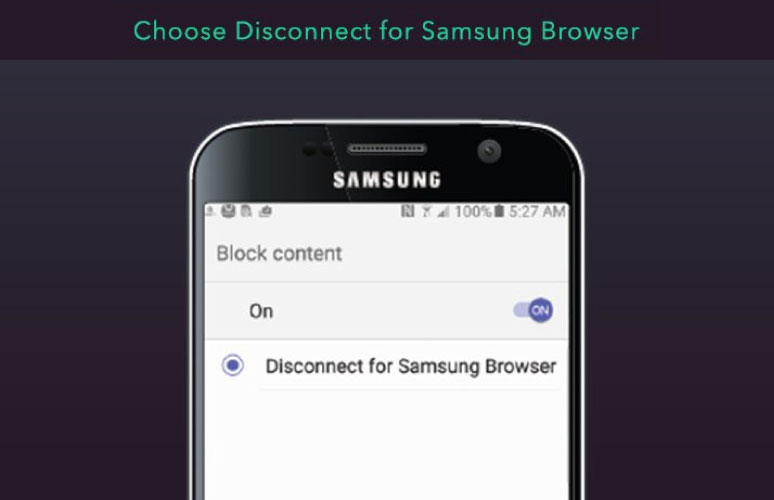 Choose Disconnect for Samsung Browser
SAMSUNG
100% 5:27 AM
Block content
On
ON
Disconnect for Samsung Browser